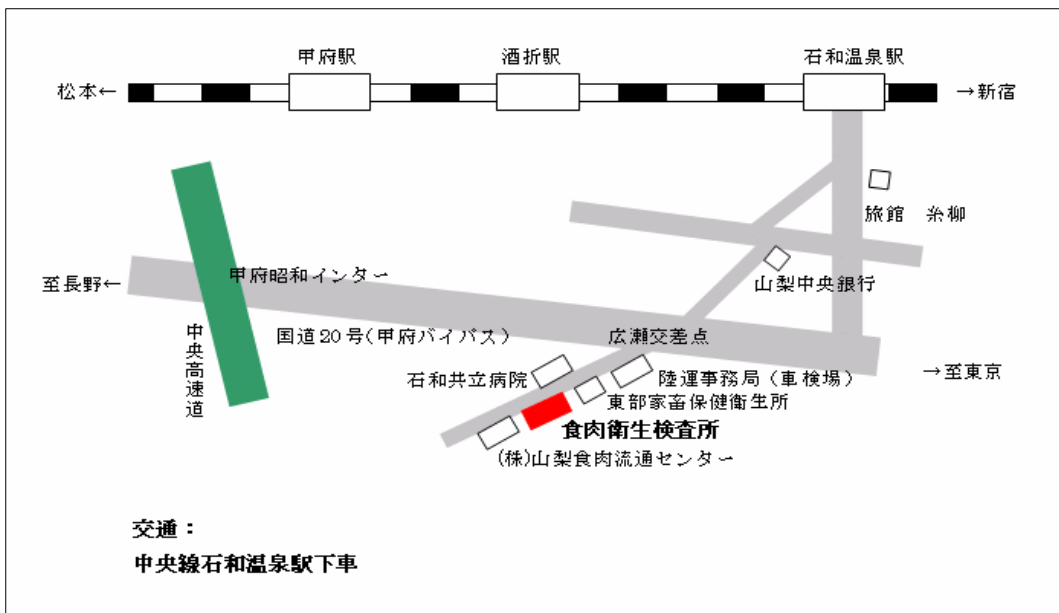 甲府駅
酒折駅
石和温泉駅
松本←
→新宿
旅館 糸柳
甲府昭和インター
至長野←
山梨中央銀行
中央高速道
国道20号(甲府バイパス)
広瀬交差点
→至東京
石和共立病院
陸運事務局(車検場)
東部家畜保健衛生所
食肉衛生検査所
(株)山梨食肉流通センター
交通：
中央線石和温泉駅下車